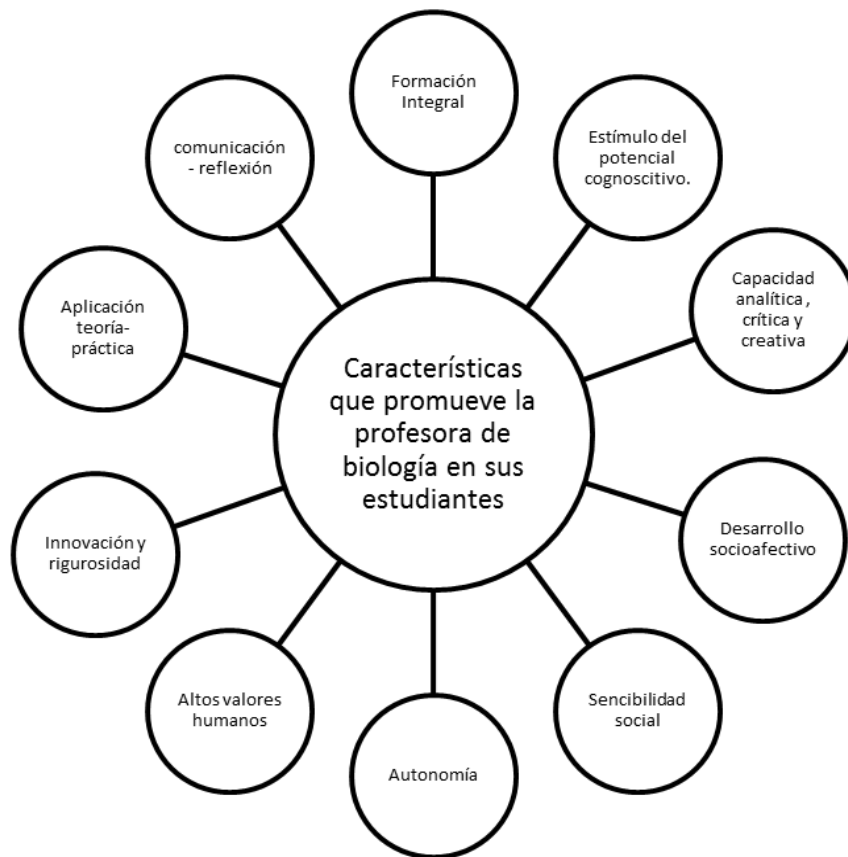 Formación
Integral
Estímulo del
potencial
cognoscitivo.
Capacidad
analítica ,
crítica y
creativa
Desarrollo
socioafectivo
Sencibilidad
social
Autonomía
Altos valores
humanos
Innovación y
rigurosidad
Aplicación
teoría-
práctica
comunicación
- reflexión
Características
que promueve la
profesora de
biología en sus
estudiantes